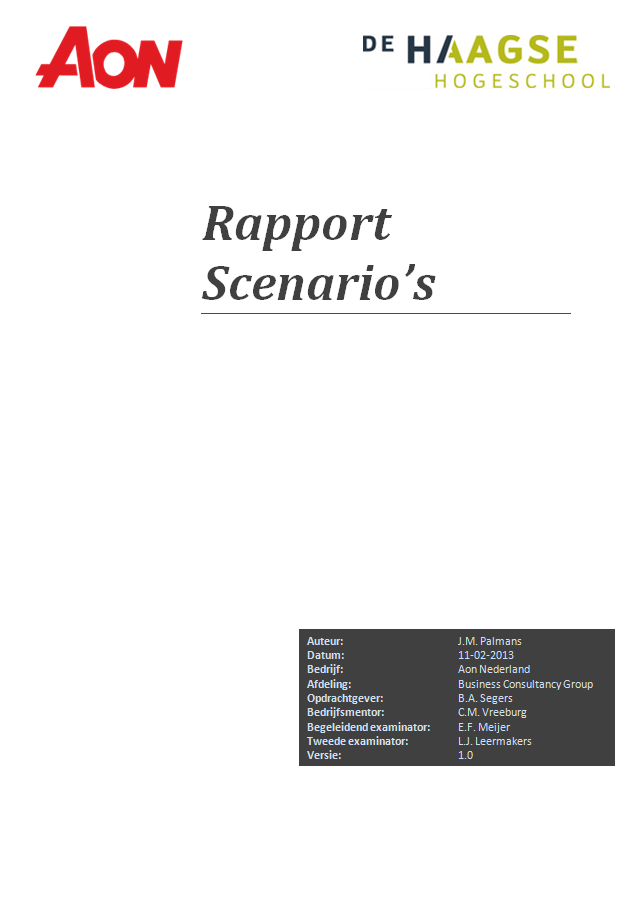 AON
DE HAAGSE
HOGESCHOOL
Rapport
Scenario’s
Auteur: J.M. Palmans
Datum: 11-02-2013
Bedrijf: Aon Nederland
Afdeling: Business Consultancy Group
Opdrachtgever: B.A. Segers
Bedrijfsmentor: C.M. Vreeburg
Begeleidend examinator: E.F. Meijer
Tweede examinator: L.J. Leermakers
Versie: 1.0